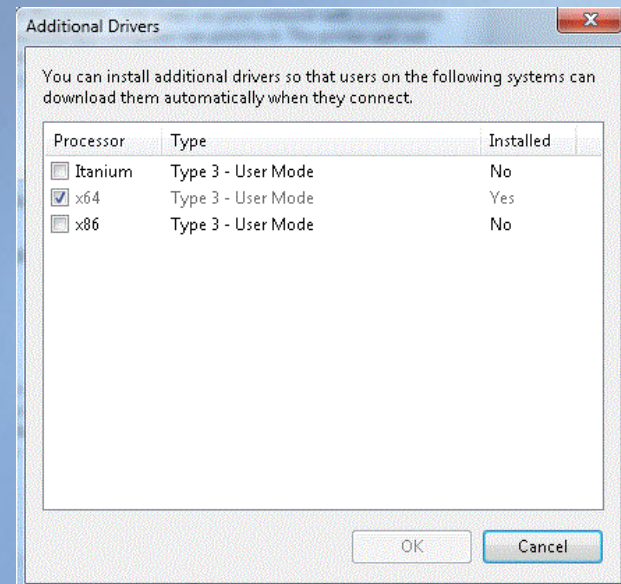 Additional Drivers
You can install additional drivers so that users on the following systems can
download them automatically when they connect.
Processor Type Installed
Itanium Type 3 - User Mode No
x64 Type 3 - User Mode Yes
x86 Type 3 - User Mode No
OK Cancel